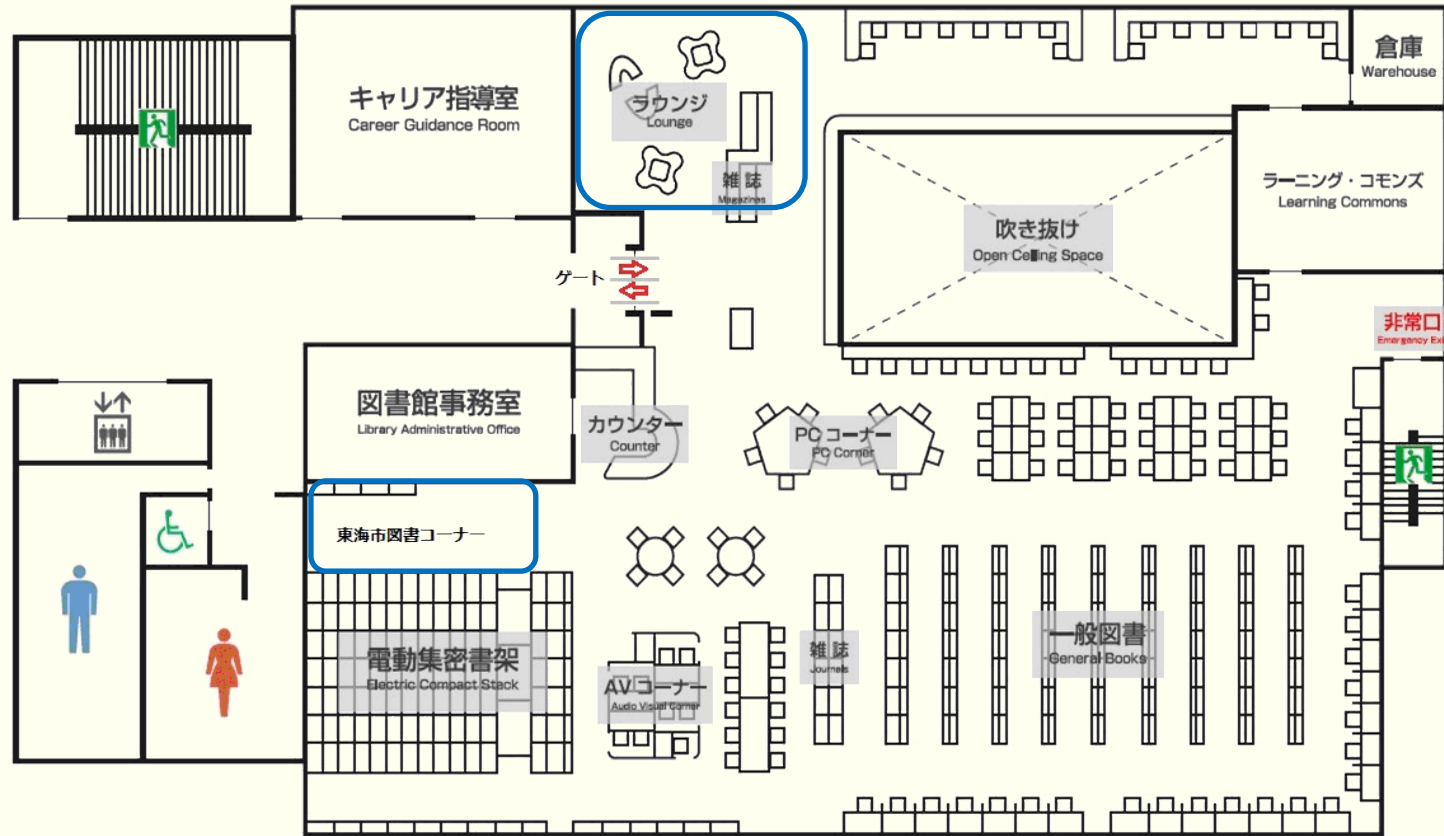 キャリア指導室
Career Guidance Room
ラウンジ
Lounge
雑誌
Magazines
倉庫
Warehouse
ラーニング・コモンズ
Learning Commons
吹き抜け
Open Ceiling Space
ゲート
非常口
Emergency Exi
図書館事務室
Library Administrative Office
カウンター
Counter
PCコーナー
PC Corner
東海市図書コーナー
電動集密書架
Electric Compact Stack
AVコーナー
Audio Visual Corner
雑誌
Journals
一般図書
General Books